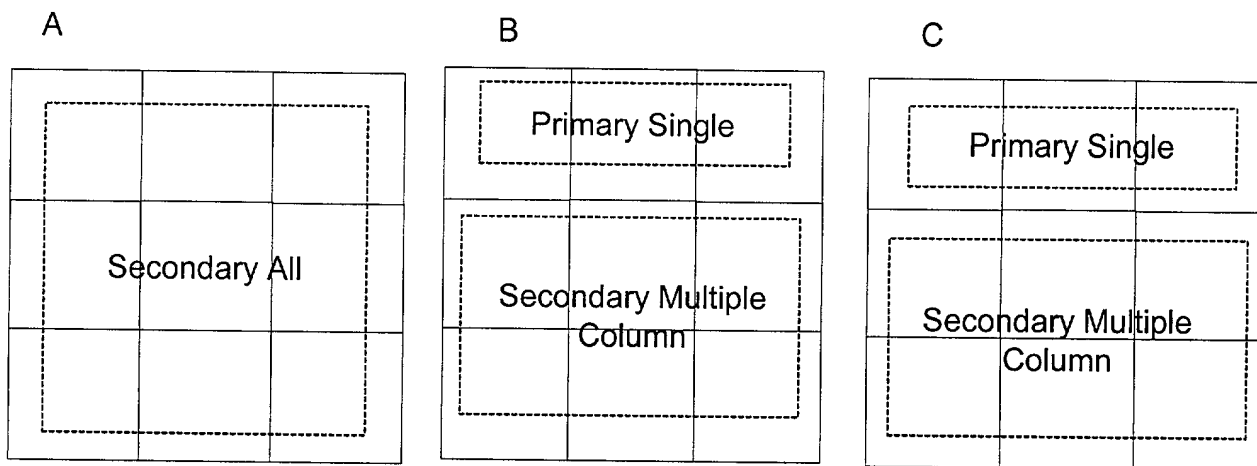 A
B
C
Secondary All
Primary Single
Secondary Multiple
Column
Primary Single
Secondary Multiple
Column